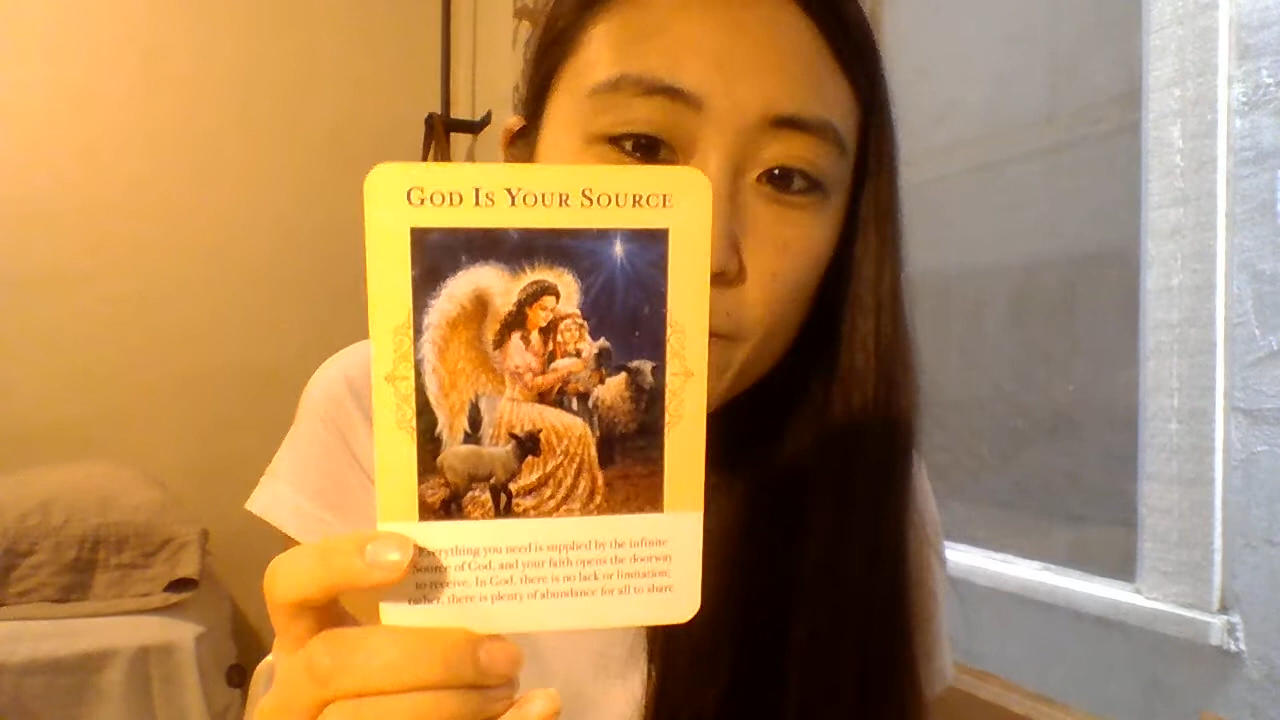 God Is Your Source
Everything you need is supplied by the infinite
Source of God, and your faith opens the doorway
to receive. In God, there is no lack or limitation;
rather, there is plenty of abundance for all to share